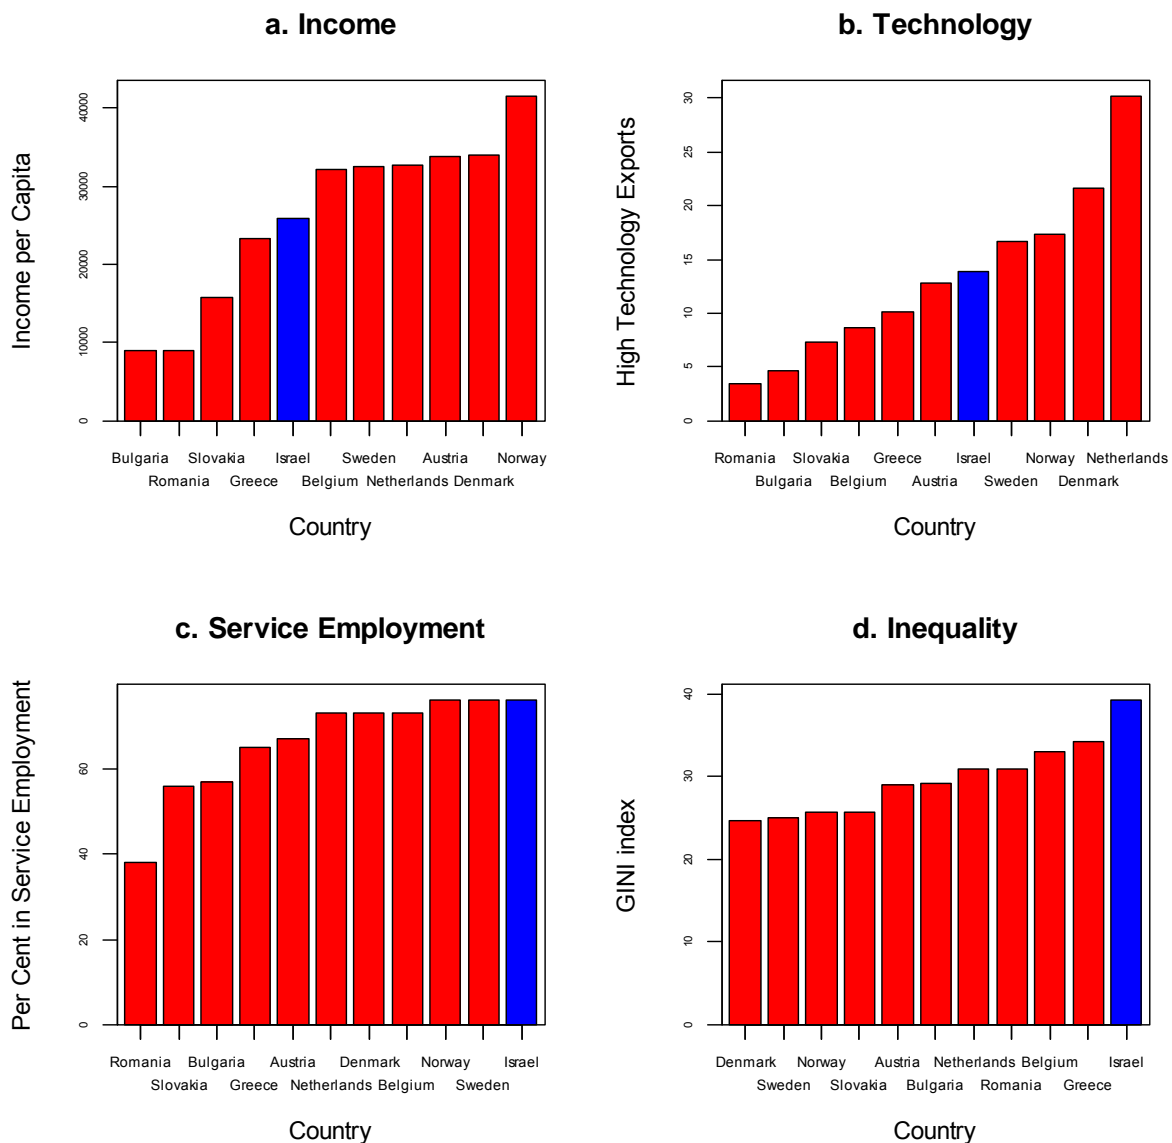 a. Income
Income per Capita
40000
30000
20000
10000
0
Bulgaria Slovakia Israel Sweden Austria Norway
Romania Greece Belgium Netherlands Denmark
Country
b. Technology
High Technology Exports
30
25
20
15
10
5
0
Romania Slovakia Greece Israel Norway Netherlands
Bulgaria Belgium Austria Sweden Denmark
Country
c. Service Employment
Per Cent in Service Employment
60
40
20
0
Romania Bulgaria Austria Denmark Norway Israel
Slovakia Greece Netherlands Belgium Sweden
Country
d. Inequality
GINI index
40
30
20
10
0
Denmark Norway Austria Netherlands Belgium Israel
Sweden Slovakia Bulgaria Romania Greece
Country